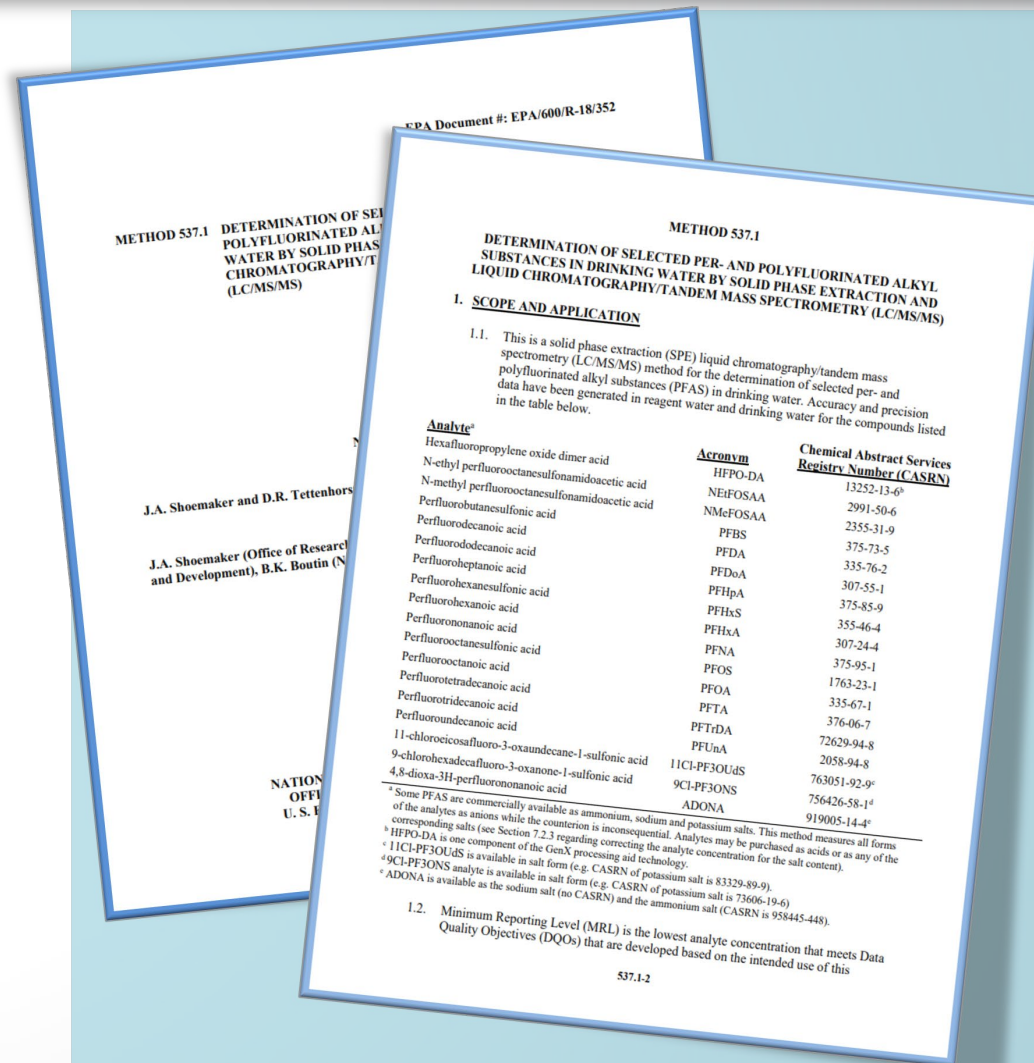 EPA Document #: EPA/600/R-18/352
METHOD 537.1 DETERMINATION OF
POLYFLUORINATED
WATER BY SOLID
CHROMATOGRAPHY/T
(LC/MS/MS)
J.A. Shoemaker and D.R.
J.A. Shoemaker (Office of
and Development), B.K. Boutin
U. S.
METHOD 537.1
DETERMINATION OF SELECTED PER- AND POLYFLUORINATED ALKYL
SUBSTANCES IN DRINKING WATER BY SOLID PHASE EXTRACTION AND
LIQUID CHROMATOGRAPHY/TANDEM MASS SPECTROMETRY (LC/MS/MS)
1. SCOPE AND APPLICATION
1.1. This is a solid phase extraction (SPE) liquid chromatography/tandem mass
spectrometry (LC/MS/MS) method for the determination of selected per- and
polyfluorinated alkyl substances (PFAS) in drinking water. Accuracy and precision
data have been generated in reagent water and drinking water for the compounds listed
in the table below.
Analyteᵃ Acronym Chemical Abstract Services
Registry Number (CASRN)
Hexafluoropropylene oxide dimer acid HFPO-DA 13252-13-6ᵇ
N-ethyl perfluorooctanesulfonamidoacetic acid NEtFOSAA 2991-50-6
N-methyl perfluorooctanesulfonamidoacetic acid NMeFOSAA 2355-31-9
Perfluorobutanesulfonic acid PFBS 375-73-5
Perfluorodecanoic acid PFDA 335-76-2
Perfluorododecanoic acid PFDoA 307-55-1
Perfluoroheptanoic acid PFHpA 375-85-9
Perfluorohexanesulfonic acid PFHxS 355-46-4
Perfluorohexanoic acid PFHxA 307-24-4
Perfluorononanoic acid PFNA 375-95-1
Perfluorooctanesulfonic acid PFOS 1763-23-1
Perfluorooctanoic acid PFOA 335-67-1
Perfluorotetradecanoic acid PFTA 376-06-7
Perfluorotridecanoic acid PFTrDA 72629-94-8
Perfluoroundecanoic acid PFUnA 2058-94-8
11-chloroeicosafluoro-3-oxaundecane-1-sulfonic acid 11Cl-PF3OUdS 763051-92-9ᶜ
9-chlorohexadecafluoro-3-oxanone-1-sulfonic acid 9Cl-PF3ONS 756426-58-1ᵈ
4,8-dioxa-3H-perfluorononanoic acid ADONA 919005-14-4ᵉ
ᵃ Some PFAS are commercially available as ammonium, sodium and potassium salts. This method measures all forms
of the analytes as anions while the counterion is inconsequential. Analytes may be purchased as acids or as any of the
corresponding salts (see Section 7.2.3 regarding correcting the analyte concentration for the salt content).
ᵇ HFPO-DA is one component of the GenX processing aid technology.
ᶜ 11Cl-PF3OUdS is available in salt form (e.g. CASRN of potassium salt is 83329-89-9).
ᵈ 9Cl-PF3ONS analyte is available in salt form (e.g. CASRN of potassium salt is 73606-19-6)
ᵉ ADONA is available as the sodium salt (no CASRN) and the ammonium salt (CASRN is 958445-448).
1.2. Minimum Reporting Level (MRL) is the lowest analyte concentration that meets Data
Quality Objectives (DQOs) that are developed based on the intended use of this
537.1-2